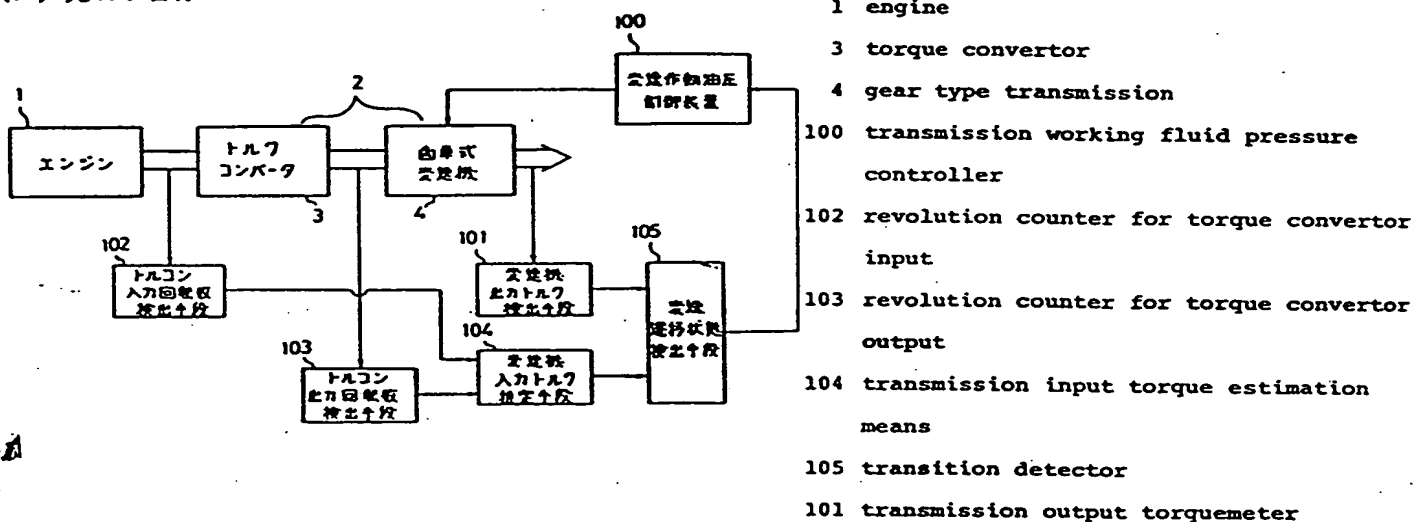 100
変速作動油圧
制御装置
1
2
エンジン
トルク
コンバータ
歯車式
変速機
3
4
102
トルコン
入力回転数
検出手段
101
変速機
出力トルク
検出手段
105
変速
遷移状態
検出手段
103
トルコン
出力回転数
検出手段
104
変速機
入力トルク
推定手段
1 engine
3 torque convertor
4 gear type transmission
100 transmission working fluid pressure
controller
102 revolution counter for torque convertor
input
103 revolution counter for torque convertor
output
104 transmission input torque estimation
means
105 transition detector
101 transmission output torquemeter